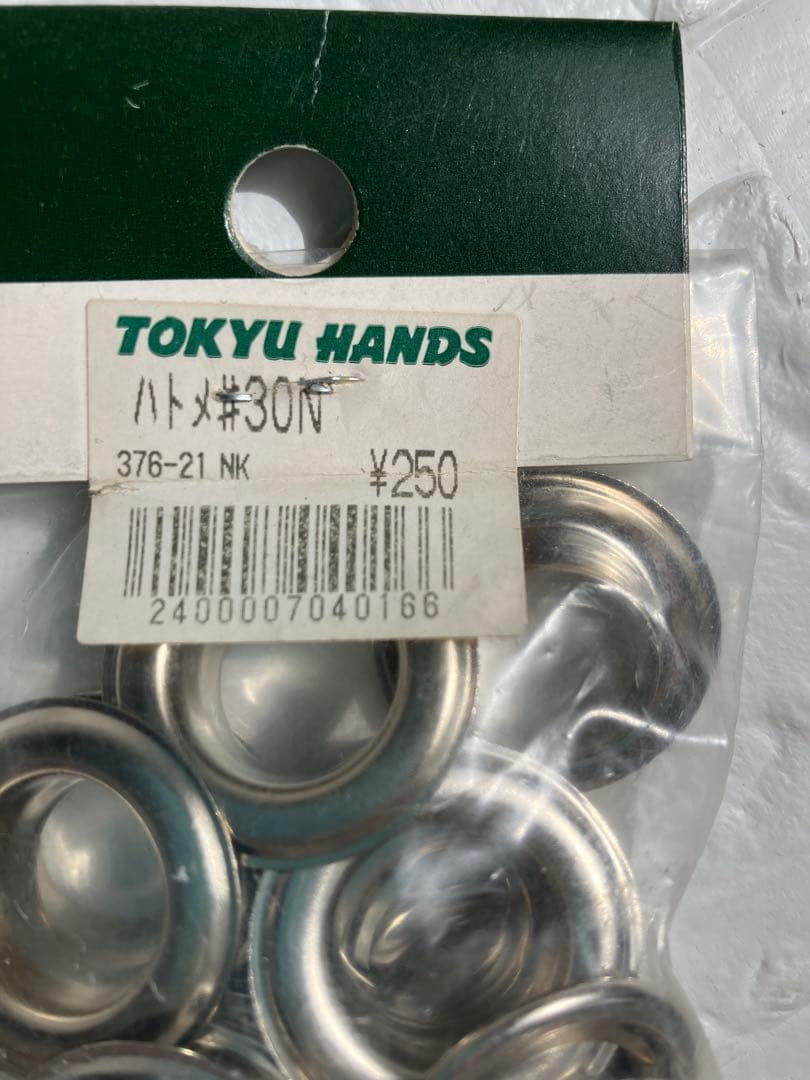 TOKYU HANDS
ハトメ#30N
376-21 NK ¥250
2400007040166